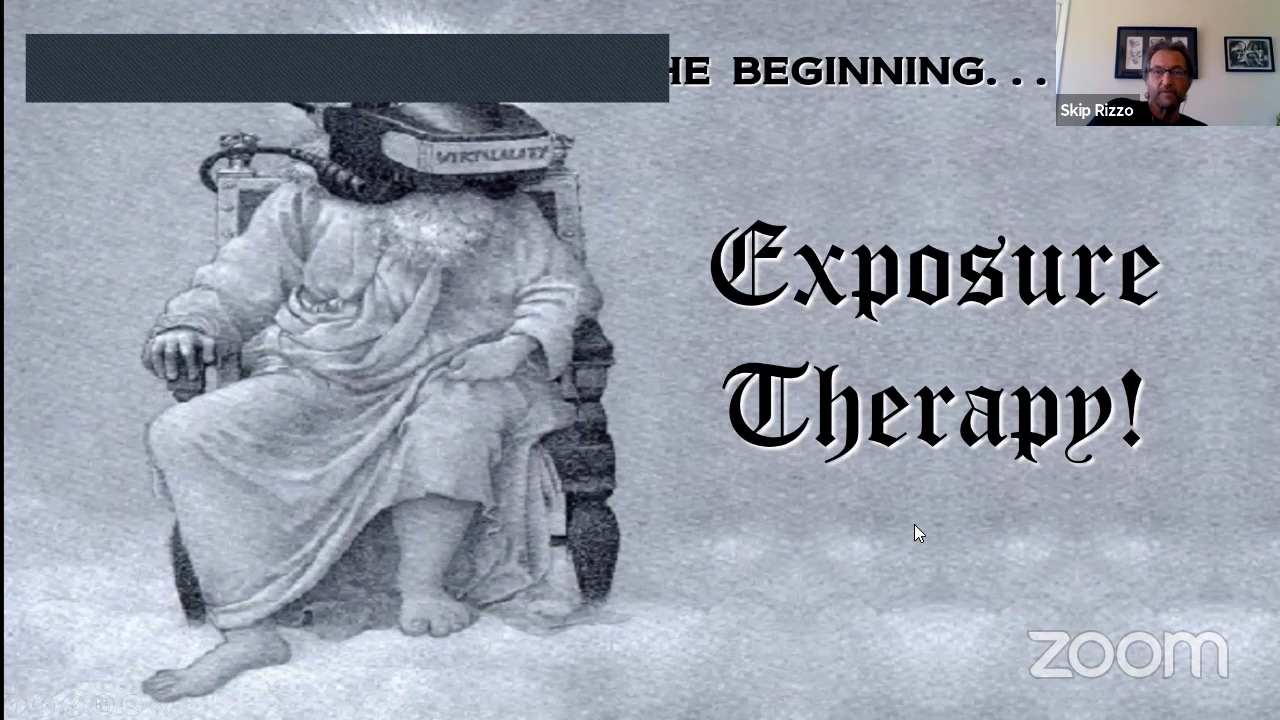 HE BEGINNING...
Skip Rizzo
VIRTUALITY
Exposure
Therapy!
zoom